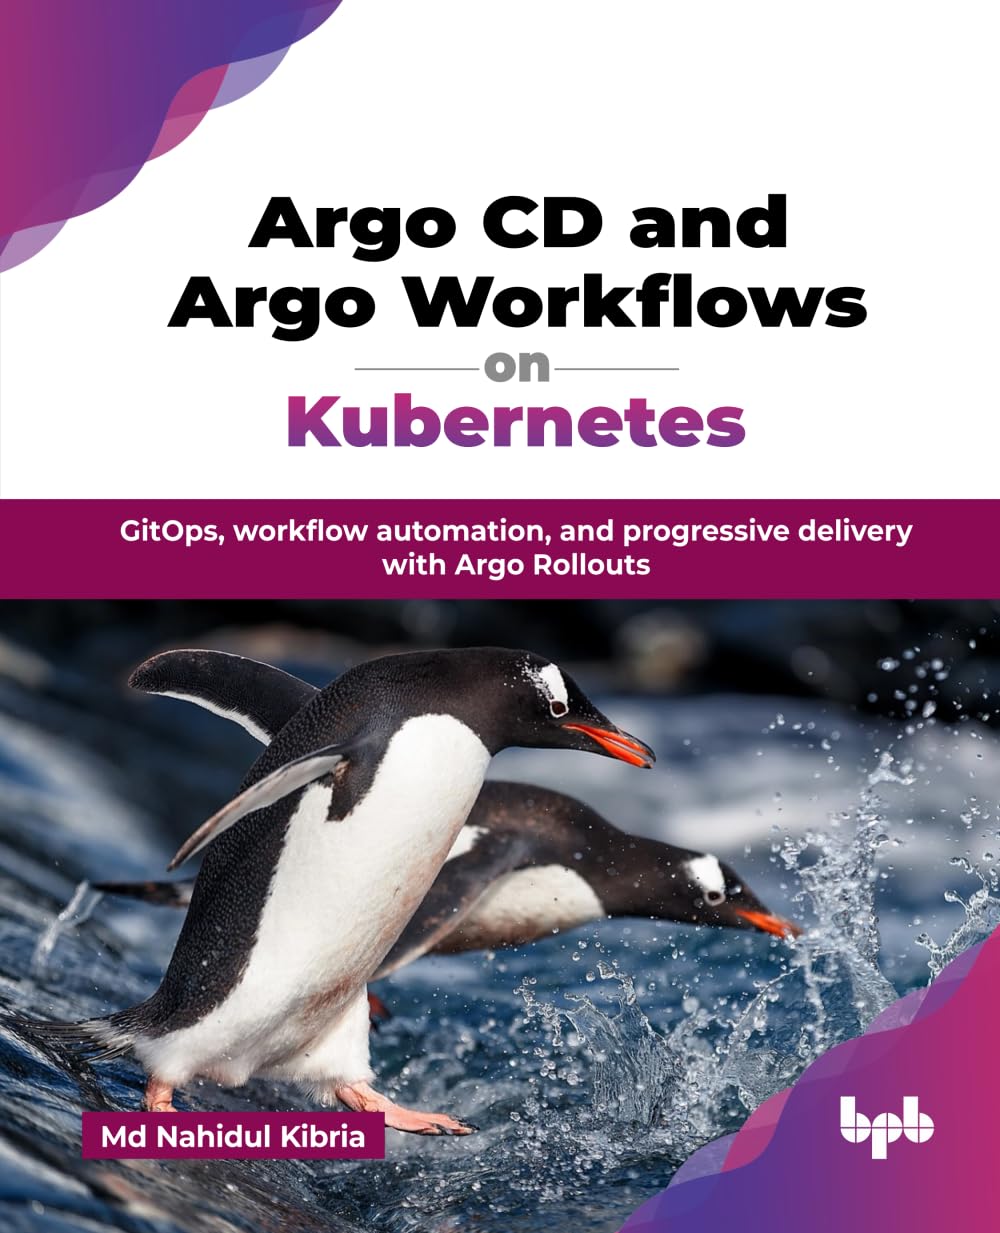 Argo CD and
Argo Workflows
on
Kubernetes
GitOps, workflow automation, and progressive delivery
with Argo Rollouts
Md Nahidul Kibria
bpb